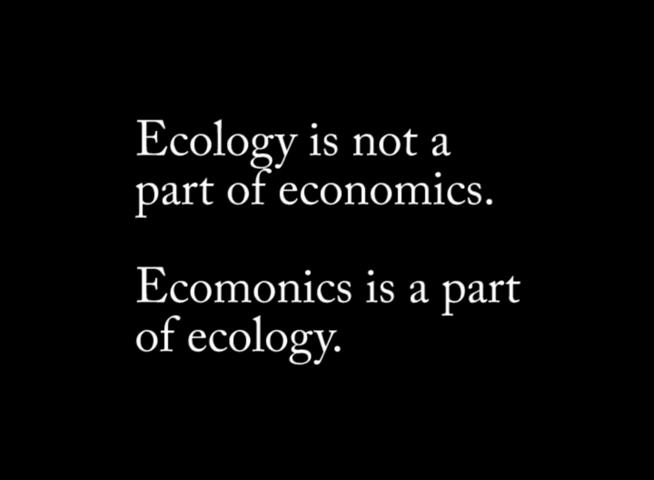 Ecology is not a
part of economics.
Ecomonics is a part
of ecology.